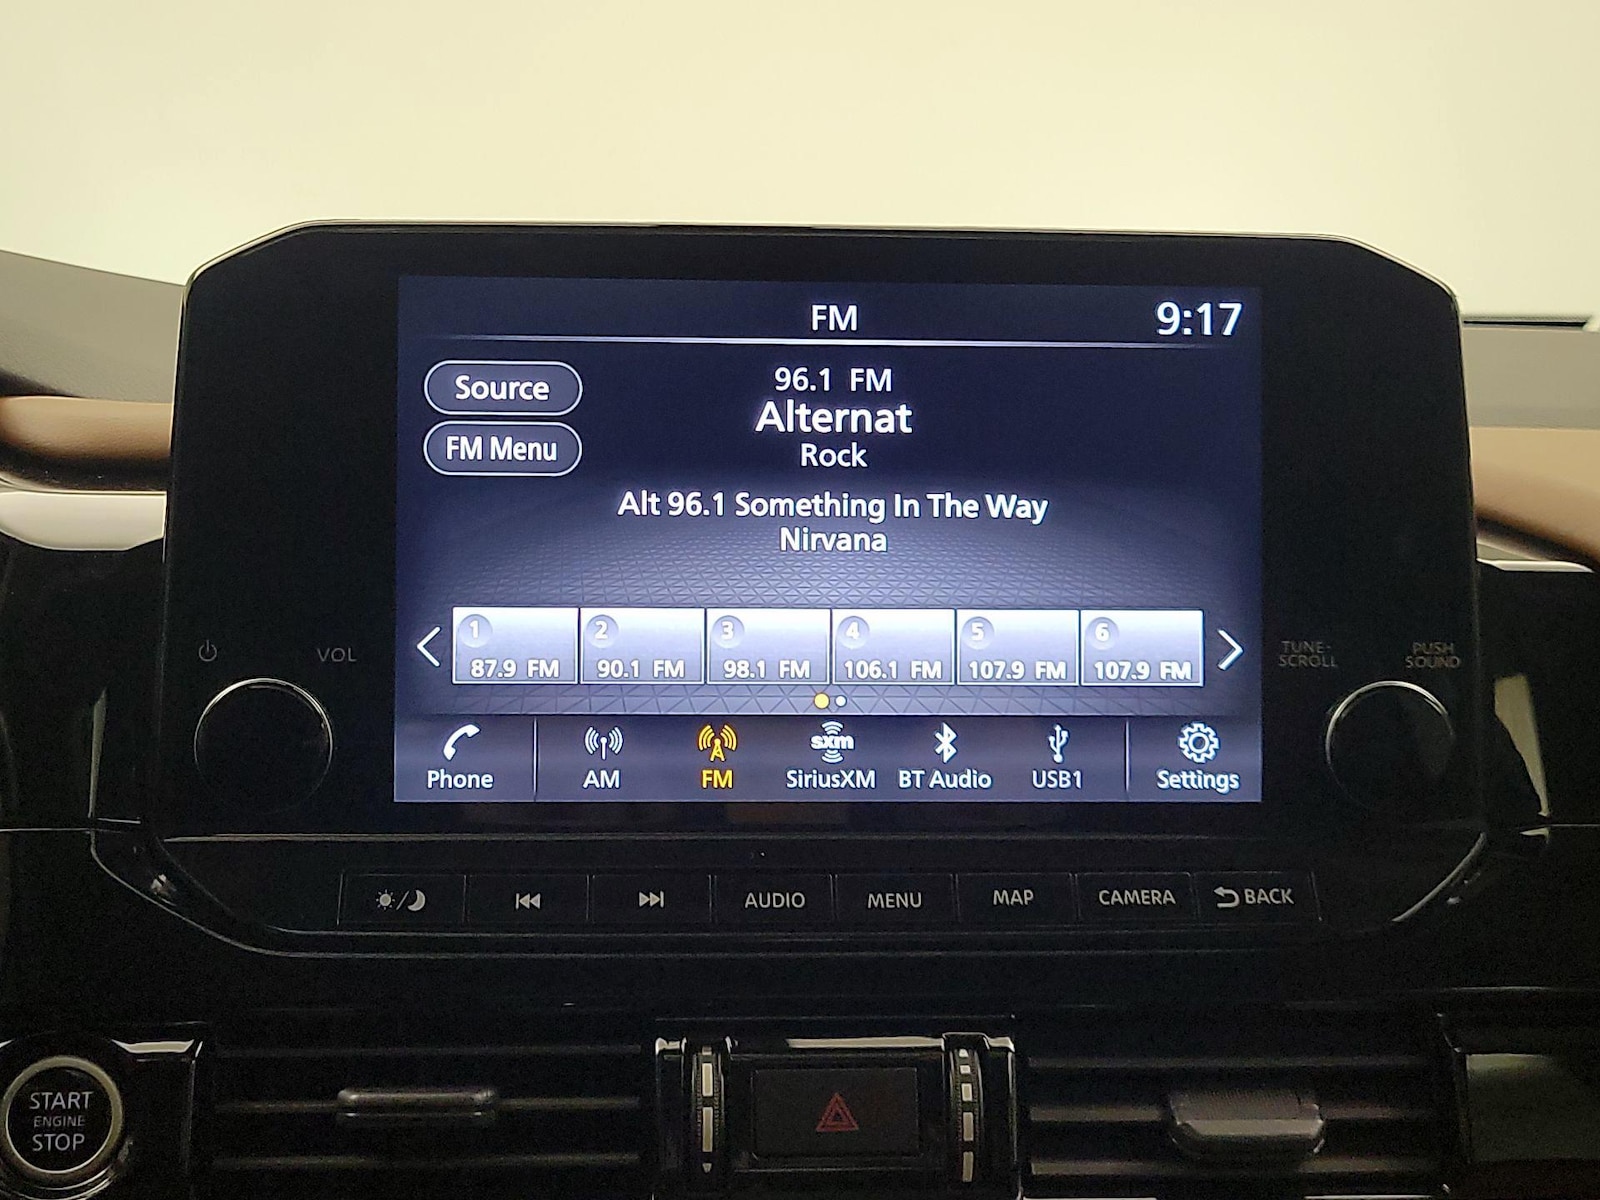 FM
9:17
Source
FM Menu
96.1 FM
Alternat
Rock
Alt 96.1 Something In The Way
Nirvana
1
87.9 FM
2
90.1 FM
3
98.1 FM
4
106.1 FM
5
107.9 FM
6
107.9 FM
VOL
TUNE-
SCROLL
PUSH
SOUND
Phone
AM
FM
sxm
SiriusXM
BT Audio
USB1
Settings
AUDIO
MENU
MAP
CAMERA
BACK
START
ENGINE
STOP